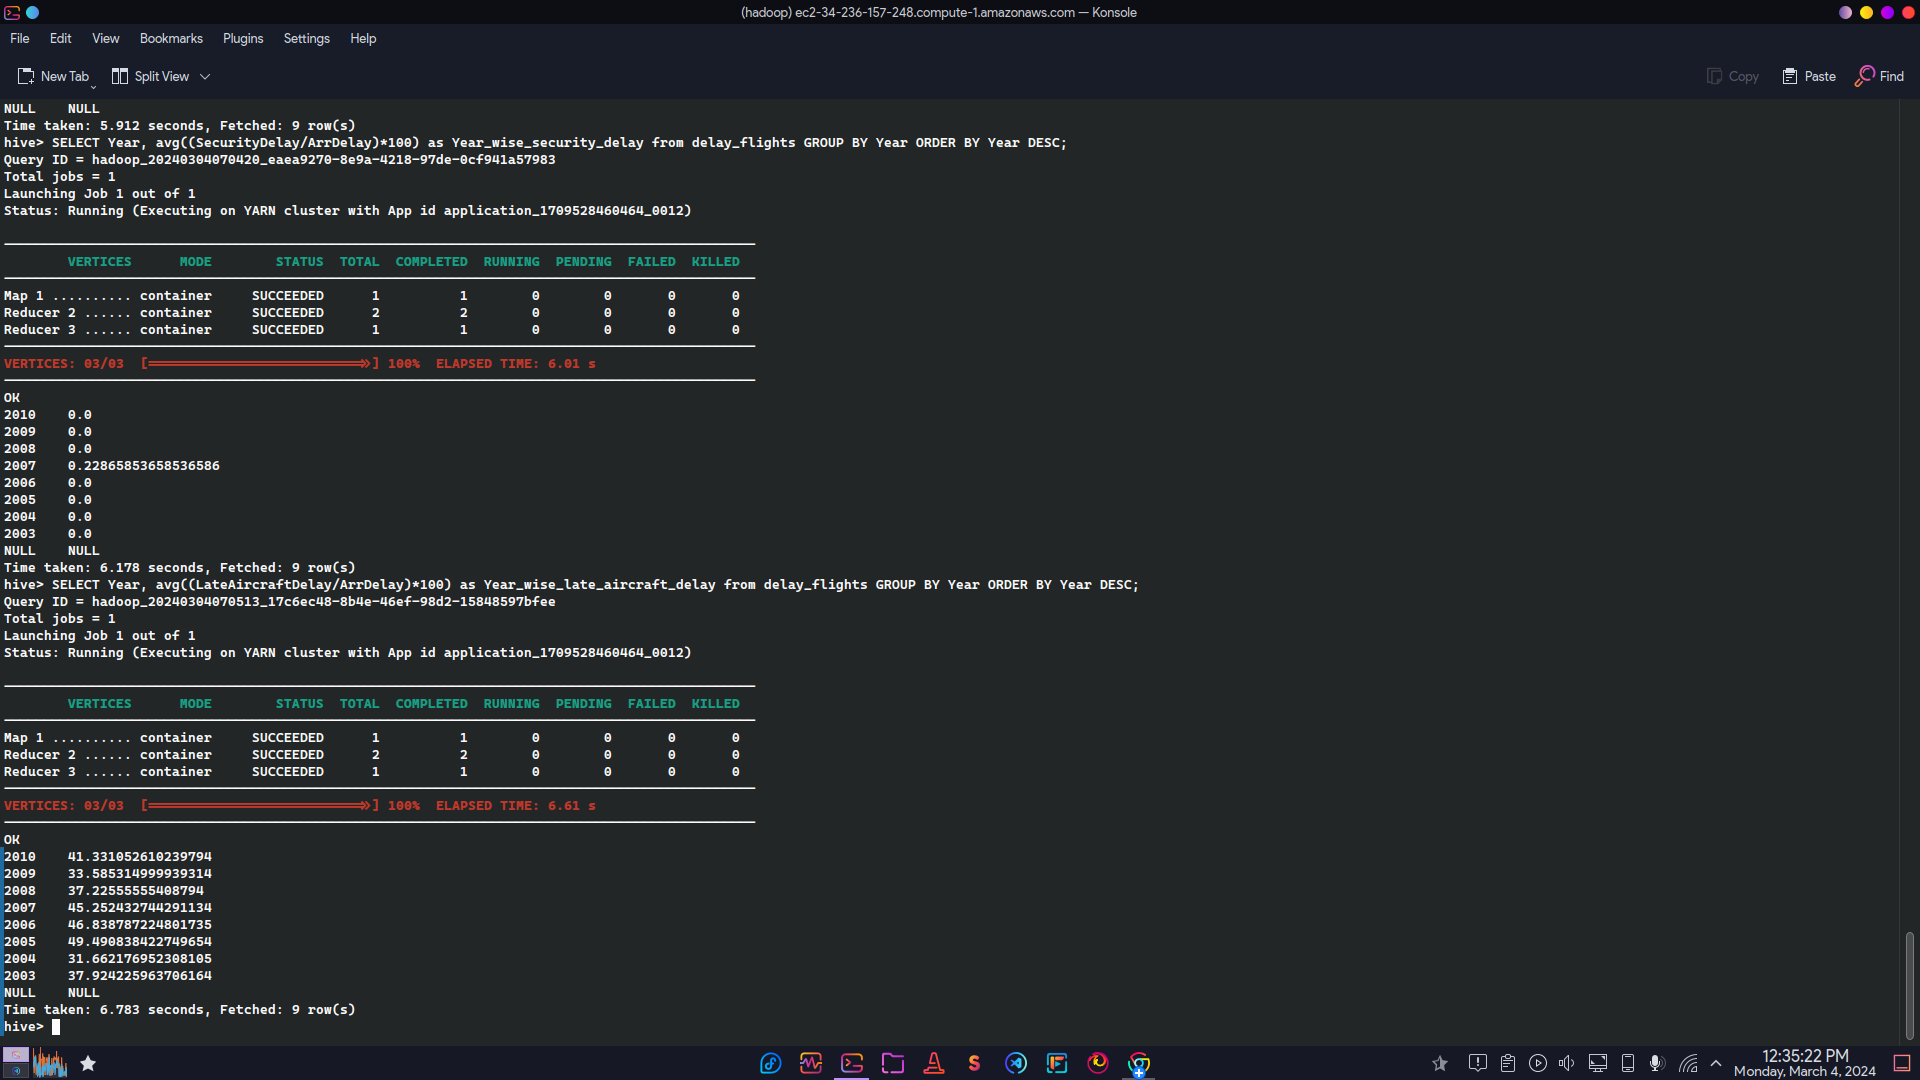 (hadoop) ec2-34-236-157-248.compute-1.amazonaws.com — Konsole
File Edit View Bookmarks Plugins Settings Help
New Tab Split View Copy Paste Find
NULL    NULL
Time taken: 5.912 seconds, Fetched: 9 row(s)
hive> SELECT Year, avg((SecurityDelay/ArrDelay)*100) as Year_wise_security_delay from delay_flights GROUP BY Year ORDER BY Year DESC;
Query ID = hadoop_20240304070420_eaea9270-8e9a-4218-97de-0cf941a57983
Total jobs = 1
Launching Job 1 out of 1
Status: Running (Executing on YARN cluster with App id application_1709528460464_0012)
VERTICES      MODE        STATUS  TOTAL  COMPLETED  RUNNING  PENDING  FAILED  KILLED
Map 1 .......... container     SUCCEEDED      1          1        0        0       0       0
Reducer 2 ...... container     SUCCEEDED      2          2        0        0       0       0
Reducer 3 ...... container     SUCCEEDED      1          1        0        0       0       0
VERTICES: 03/03  [==========================>>] 100%  ELAPSED TIME: 6.01 s
OK
2010    0.0
2009    0.0
2008    0.0
2007    0.22865853658536586
2006    0.0
2005    0.0
2004    0.0
2003    0.0
NULL    NULL
Time taken: 6.178 seconds, Fetched: 9 row(s)
hive> SELECT Year, avg((LateAircraftDelay/ArrDelay)*100) as Year_wise_late_aircraft_delay from delay_flights GROUP BY Year ORDER BY Year DESC;
Query ID = hadoop_20240304070513_17c6ec48-8b4e-46ef-98d2-15848597bfee
Total jobs = 1
Launching Job 1 out of 1
Status: Running (Executing on YARN cluster with App id application_1709528460464_0012)
VERTICES      MODE        STATUS  TOTAL  COMPLETED  RUNNING  PENDING  FAILED  KILLED
Map 1 .......... container     SUCCEEDED      1          1        0        0       0       0
Reducer 2 ...... container     SUCCEEDED      2          2        0        0       0       0
Reducer 3 ...... container     SUCCEEDED      1          1        0        0       0       0
VERTICES: 03/03  [==========================>>] 100%  ELAPSED TIME: 6.61 s
OK
2010    41.331052610239794
2009    33.585314999939314
2008    37.22555555408794
2007    45.252432744291134
2006    46.838787224801735
2005    49.490838422749654
2004    31.662176952308105
2003    37.924225963706164
NULL    NULL
Time taken: 6.783 seconds, Fetched: 9 row(s)
hive>
12:35:22 PM
Monday, March 4, 2024